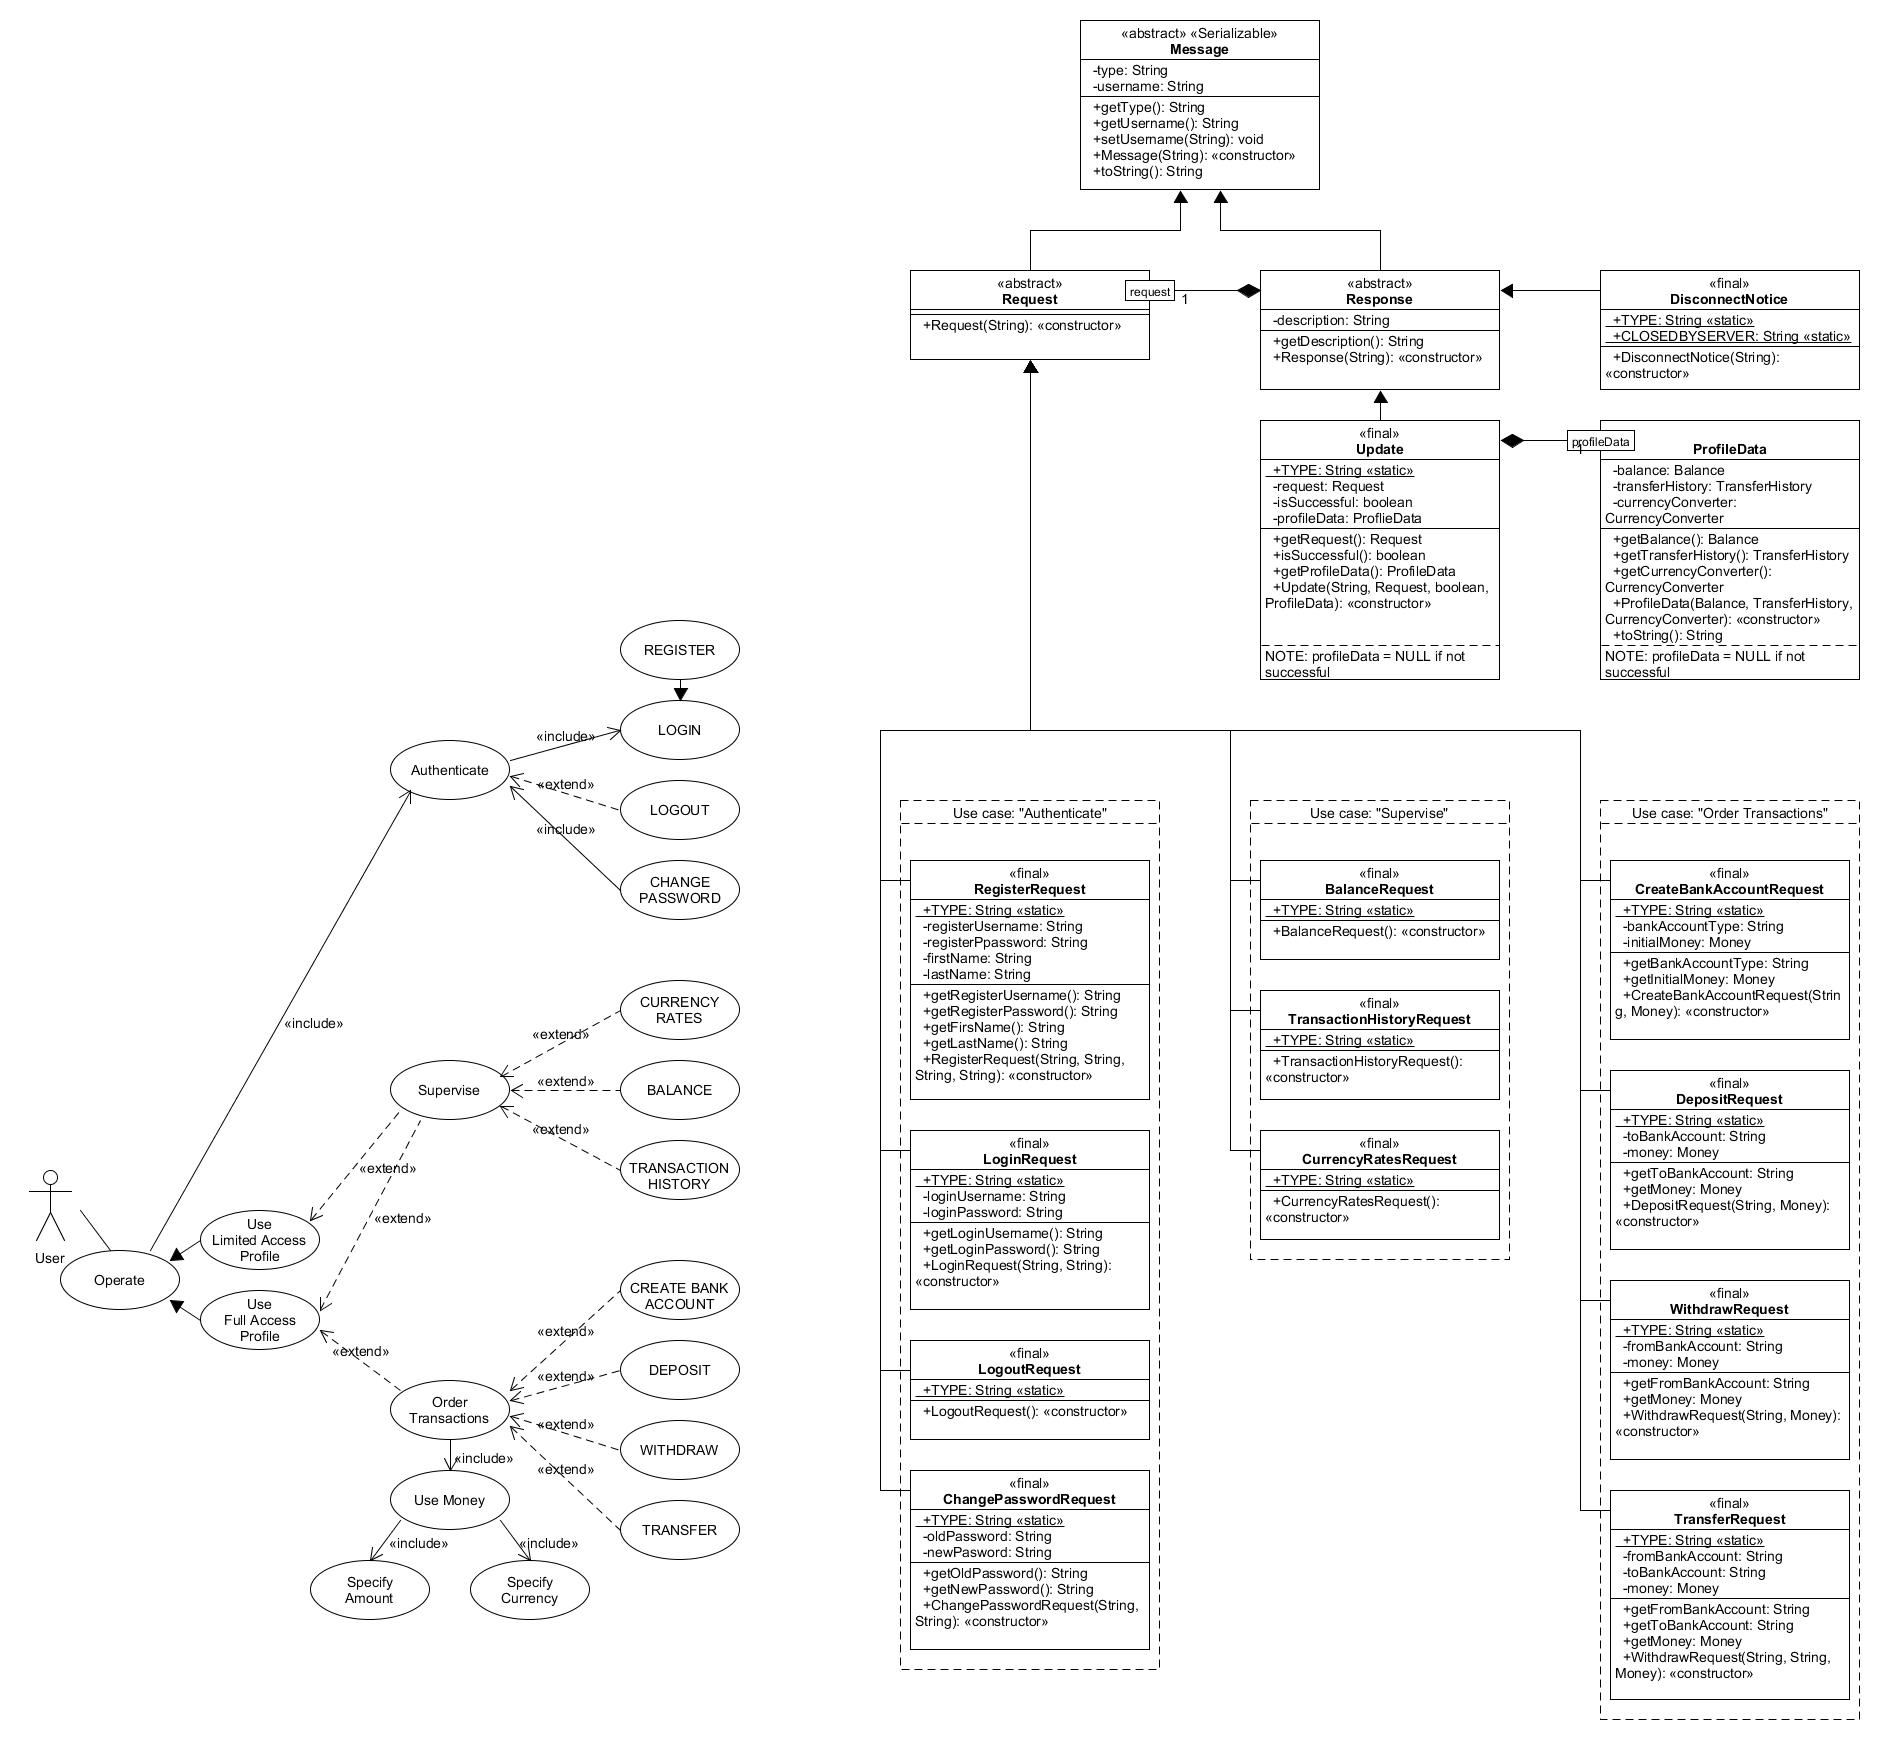 «abstract» «Serializable»
Message
-type: String
-username: String
+getType(): String
+getUsername(): String
+setUsername(String): void
+Message(String): «constructor»
+toString(): String
«abstract»
Request
+Request(String): «constructor»
request
1
«abstract»
Response
-description: String
+getDescription(): String
+Response(String): «constructor»
«final»
DisconnectNotice
+TYPE: String «static»
+CLOSEDBYSERVER: String «static»
+DisconnectNotice(String):
«constructor»
«final»
Update
+TYPE: String «static»
-request: Request
-isSuccessful: boolean
-profileData: ProflieData
+getRequest(): Request
+isSuccessful(): boolean
+getProfileData(): ProfileData
+Update(String, Request, boolean,
ProfileData): «constructor»
NOTE: profileData = NULL if not
successful
profileData
1
ProfileData
-balance: Balance
-transferHistory: TransferHistory
-currencyConverter:
CurrencyConverter
+getBalance(): Balance
+getTransferHistory(): TransferHistory
+getCurrencyConverter():
CurrencyConverter
+ProfileData(Balance, TransferHistory,
CurrencyConverter): «constructor»
+toString(): String
NOTE: profileData = NULL if not
successful
REGISTER
LOGIN
«include»
Authenticate
«extend»
LOGOUT
«include»
CHANGE
PASSWORD
«include»
CURRENCY
RATES
«extend»
Supervise
«extend»
BALANCE
«extend»
TRANSACTION
HISTORY
«extend»
«extend»
User
Operate
Use
Limited Access
Profile
Use
Full Access
Profile
«extend»
CREATE BANK
ACCOUNT
«extend»
DEPOSIT
«extend»
Order
Transactions
«extend»
WITHDRAW
«extend»
TRANSFER
«include»
Use Money
«include»
«include»
Specify
Amount
Specify
Currency
Use case: "Authenticate"
«final»
RegisterRequest
+TYPE: String «static»
-registerUsername: String
-registerPpassword: String
-firstName: String
-lastName: String
+getRegisterUsername(): String
+getRegisterPassword(): String
+getFirsName(): String
+getLastName(): String
+RegisterRequest(String, String,
String, String): «constructor»
«final»
LoginRequest
+TYPE: String «static»
-loginUsername: String
-loginPassword: String
+getLoginUsername(): String
+getLoginPassword(): String
+LoginRequest(String, String):
«constructor»
«final»
LogoutRequest
+TYPE: String «static»
+LogoutRequest(): «constructor»
«final»
ChangePasswordRequest
+TYPE: String «static»
-oldPassword: String
-newPasword: String
+getOldPassword(): String
+getNewPassword(): String
+ChangePasswordRequest(String,
String): «constructor»
Use case: "Supervise"
«final»
BalanceRequest
+TYPE: String «static»
+BalanceRequest(): «constructor»
«final»
TransactionHistoryRequest
+TYPE: String «static»
+TransactionHistoryRequest():
«constructor»
«final»
CurrencyRatesRequest
+TYPE: String «static»
+CurrencyRatesRequest():
«constructor»
Use case: "Order Transactions"
«final»
CreateBankAccountRequest
+TYPE: String «static»
-bankAccountType: String
-initialMoney: Money
+getBankAccountType: String
+getInitialMoney: Money
+CreateBankAccountRequest(Strin
g, Money): «constructor»
«final»
DepositRequest
+TYPE: String «static»
-toBankAccount: String
-money: Money
+getToBankAccount: String
+getMoney: Money
+DepositRequest(String, Money):
«constructor»
«final»
WithdrawRequest
+TYPE: String «static»
-fromBankAccount: String
-money: Money
+getFromBankAccount: String
+getMoney: Money
+WithdrawRequest(String, Money):
«constructor»
«final»
TransferRequest
+TYPE: String «static»
-fromBankAccount: String
-toBankAccount: String
-money: Money
+getFromBankAccount: String
+getToBankAccount: String
+getMoney: Money
+WithdrawRequest(String, String,
Money): «constructor»